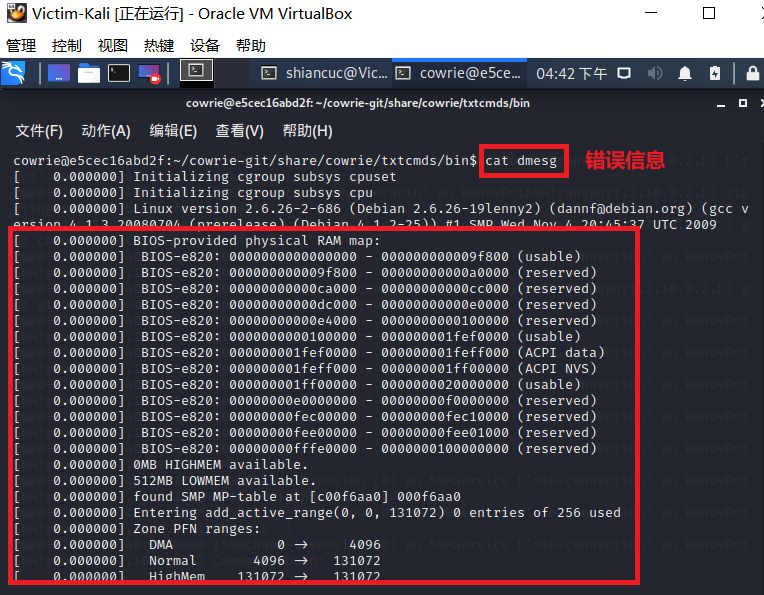 Victim-Kali [正在运行] - Oracle VM VirtualBox
管理 控制 视图 热键 设备 帮助
shiancuc@Vic... cowrie@e5ce... 04:42 下午
cowrie@e5cec16abd2f:~/cowrie-git/share/cowrie/txtcmds/bin
文件(F) 动作(A) 编辑(E) 查看(V) 帮助(H)
cowrie@e5cec16abd2f:~/cowrie-git/share/cowrie/txtcmds/bin$ cat dmesg 错误信息
[    0.000000] Initializing cgroup subsys cpuset
[    0.000000] Initializing cgroup subsys cpu
[    0.000000] Linux version 2.6.26-2-686 (Debian 2.6.26-19lenny2) (dannf@debian.org) (gcc v
ersion 4.1.3 20080704 (prerelease) (Debian 4.1.2-25)) #1 SMP Wed Nov 4 20:45:37 UTC 2009
[    0.000000] BIOS-provided physical RAM map:
[    0.000000]  BIOS-e820: 0000000000000000 - 000000000009f800 (usable)
[    0.000000]  BIOS-e820: 000000000009f800 - 00000000000a0000 (reserved)
[    0.000000]  BIOS-e820: 00000000000ca000 - 00000000000cc000 (reserved)
[    0.000000]  BIOS-e820: 00000000000dc000 - 00000000000e0000 (reserved)
[    0.000000]  BIOS-e820: 00000000000e4000 - 0000000000100000 (reserved)
[    0.000000]  BIOS-e820: 0000000000100000 - 000000001fef0000 (usable)
[    0.000000]  BIOS-e820: 000000001fef0000 - 000000001feff000 (ACPI data)
[    0.000000]  BIOS-e820: 000000001feff000 - 000000001ff00000 (ACPI NVS)
[    0.000000]  BIOS-e820: 000000001ff00000 - 0000000020000000 (usable)
[    0.000000]  BIOS-e820: 00000000e0000000 - 00000000f0000000 (reserved)
[    0.000000]  BIOS-e820: 00000000fec00000 - 00000000fec10000 (reserved)
[    0.000000]  BIOS-e820: 00000000fee00000 - 00000000fee01000 (reserved)
[    0.000000]  BIOS-e820: 00000000fffe0000 - 0000000100000000 (reserved)
[    0.000000] 0MB HIGHMEM available.
[    0.000000] 512MB LOWMEM available.
[    0.000000] found SMP MP-table at [c00f6aa0] 000f6aa0
[    0.000000] Entering add_active_range(0, 0, 131072) 0 entries of 256 used
[    0.000000] Zone PFN ranges:
[    0.000000]   DMA             0 ->     4096
[    0.000000]   Normal       4096 ->   131072
[    0.000000]   HighMem    131072 ->   131072